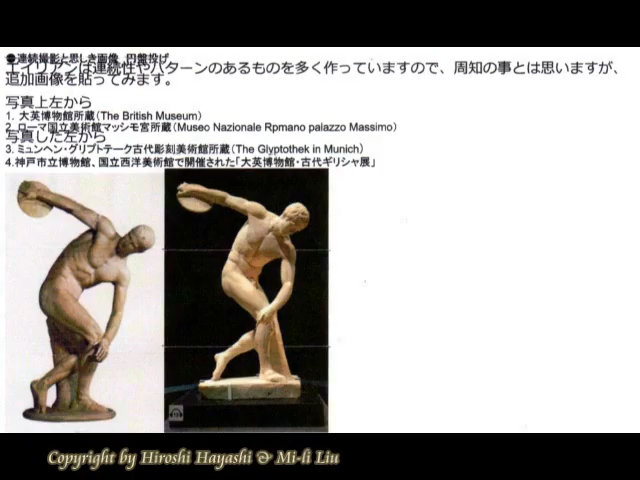 ●連続撮影と思しき画像 円盤投げ
エイリアンは連続性やパターンのあるものを多く作っていますので、周知の事とは思いますが、
追加画像を貼ってみます。
写真上左から
1. 大英博物館所蔵(The British Museum)
2. ローマ国立美術館マッシモ宮所蔵(Museo Nazionale Rpmano palazzo Massimo)
写真した左から
3. ミュンヘン・グリプトテーク古代彫刻美術館所蔵(The Glyptothek in Munich)
4.神戸市立博物館、国立西洋美術館で開催された「大英博物館・古代ギリシャ展」
Copyright by Hiroshi Hayashi & Mi-li Liu